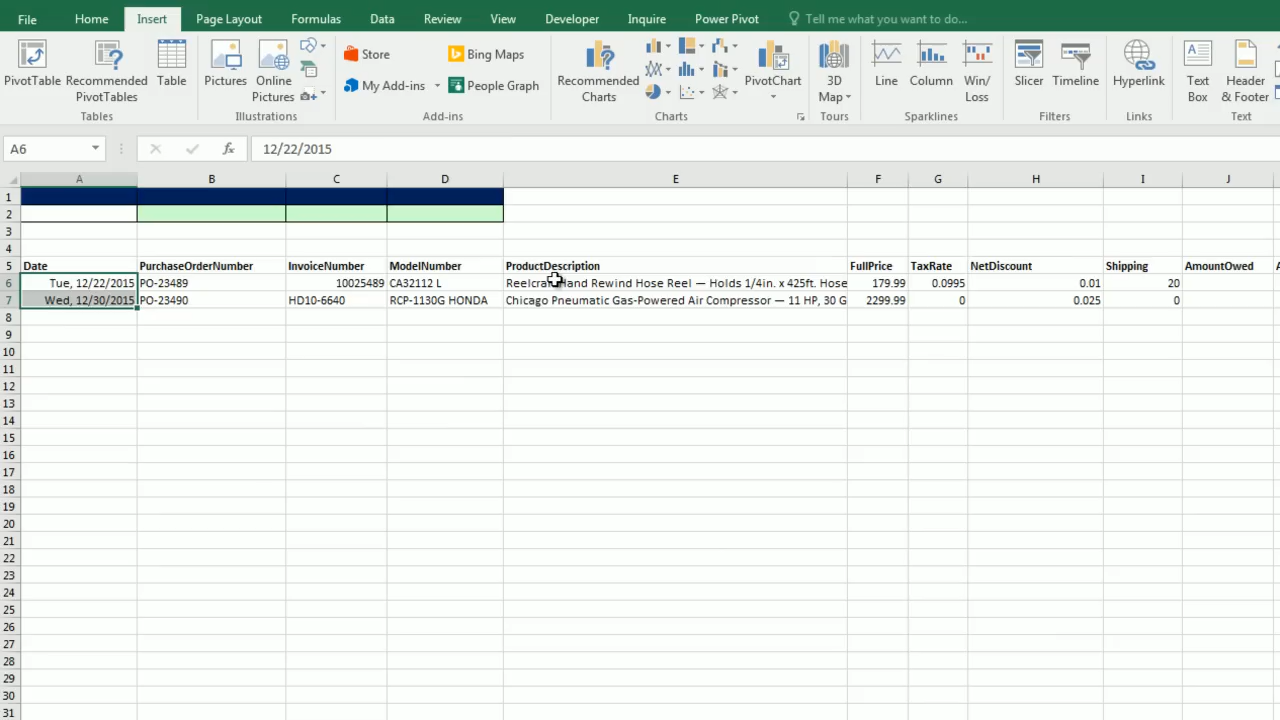 File Home Insert Page Layout Formulas Data Review View Developer Inquire Power Pivot Tell me what you want to do...
PivotTable
Recommended
PivotTables
Table
Pictures
Online
Pictures
Store
My Add-ins
Bing Maps
People Graph
Recommended
Charts
PivotChart
3D
Map
Line
Column
Win/
Loss
Slicer
Timeline
Hyperlink
Text
Box
Header
& Footer
Tables Illustrations Add-ins Charts Tours Sparklines Filters Links Text
A6 fx 12/22/2015
A B C D E F G H I J
1
2
3
4
5 Date PurchaseOrderNumber InvoiceNumber ModelNumber ProductDescription FullPrice TaxRate NetDiscount Shipping AmountOwed A
6 Tue, 12/22/2015 PO-23489 10025489 CA32112 L Hand Rewind Hose Reel — Holds 1/4in. x 425ft. Hose 179.99 0.0995 0.01 20
7 Wed, 12/30/2015 PO-23490 HD10-6640 RCP-1130G HONDA Chicago Pneumatic Gas-Powered Air Compressor — 11 HP, 30 G 2299.99 0 0.025 0
8
9
10
11
12
13
14
15
16
17
18
19
20
21
22
23
24
25
26
27
28
29
30
31